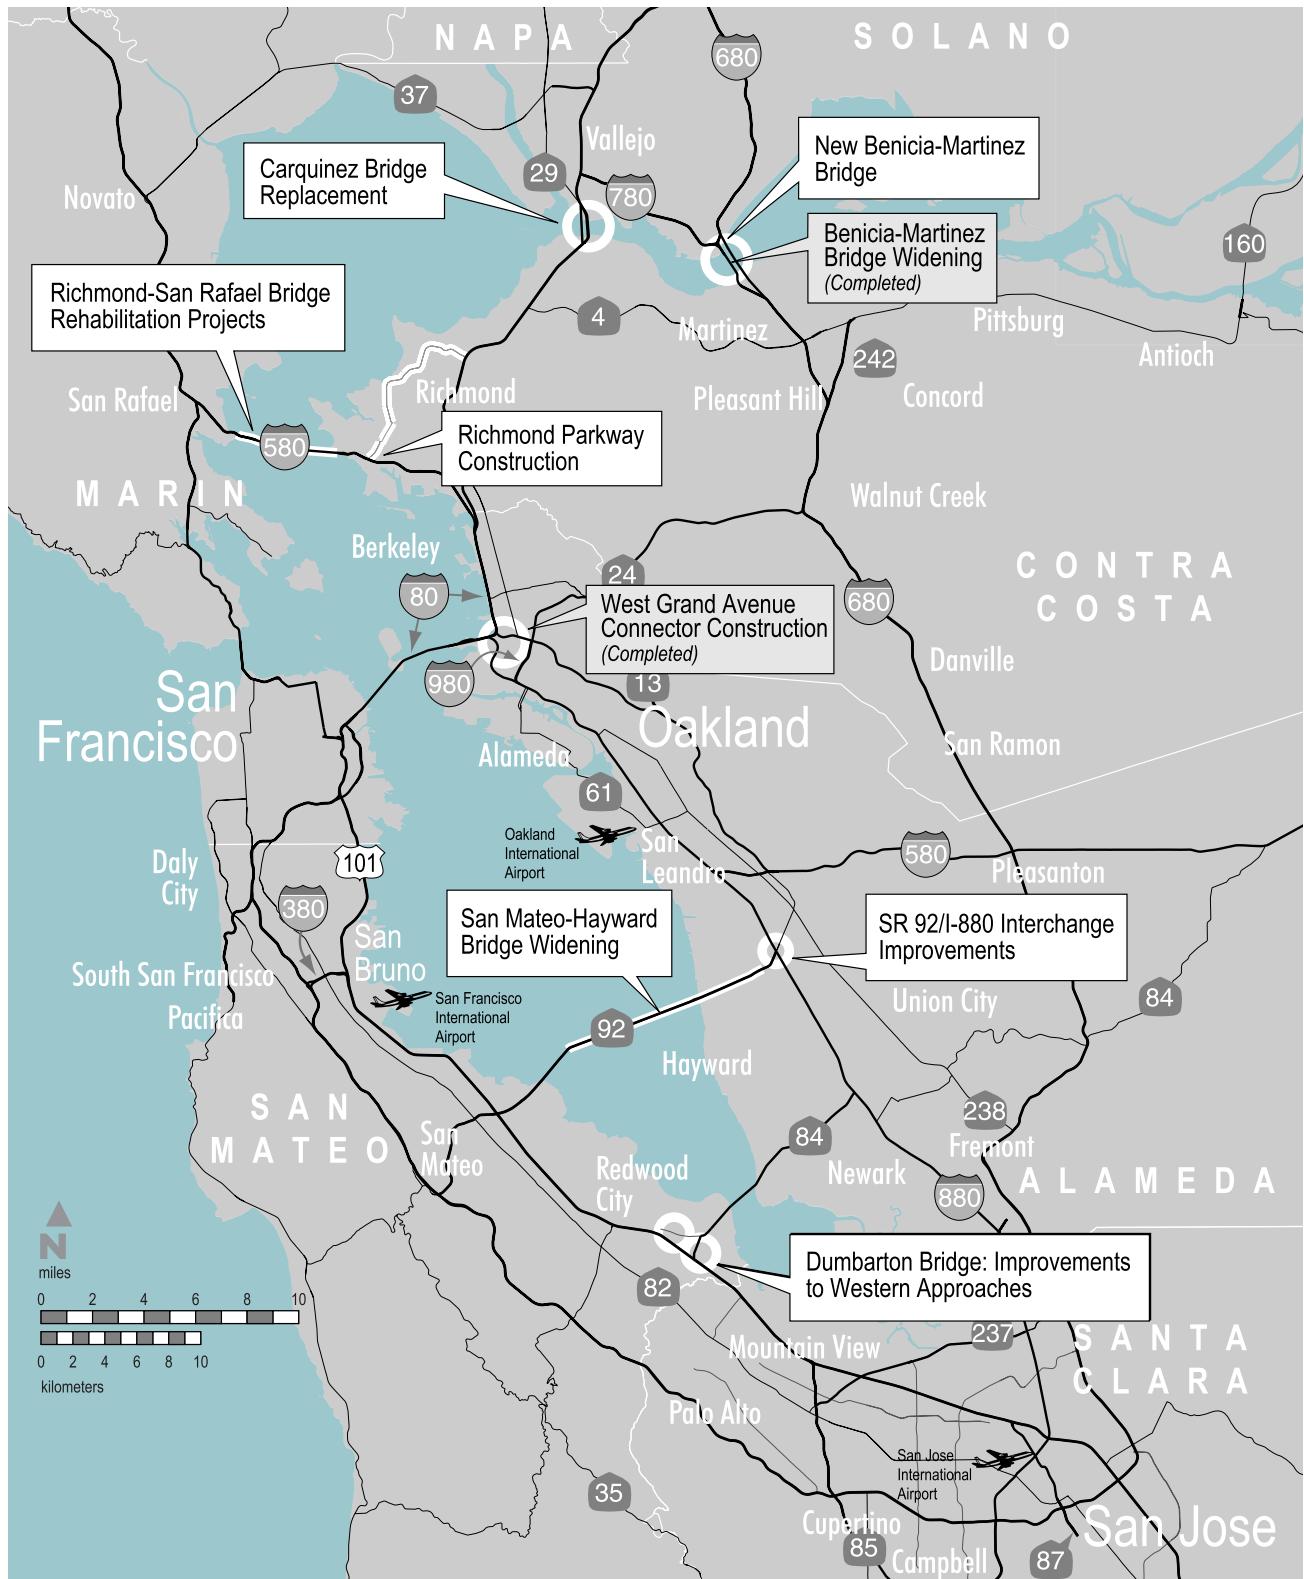 NAPA
SOLANO
680
37
Vallejo
New Benicia-Martinez
Bridge
Carquinez Bridge
Replacement
29
780
Novato
Benicia-Martinez
Bridge Widening
(Completed)
160
Richmond-San Rafael Bridge
Rehabilitation Projects
4
Martinez
Pittsburg
242
Antioch
San Rafael
Richmond
Pleasant Hill
Concord
580
Richmond Parkway
Construction
MARIN
Walnut Creek
Berkeley
CONTRA
COSTA
24
80
680
West Grand Avenue
Connector Construction
(Completed)
Danville
980
13
San
Francisco
Oakland
San Ramon
Alameda
61
Oakland
International
Airport
San
Leandro
580
Pleasanton
Daly
City
101
380
San Mateo-Hayward
Bridge Widening
SR 92/I-880 Interchange
Improvements
San
Bruno
South San Francisco
Pacifica
San Francisco
International
Airport
Union City
84
92
Hayward
SAN
MATEO
238
Fremont
San
Mateo
84
Redwood
City
Newark
880
ALAMEDA
N
miles
0 2 4 6 8 10
0 2 4 6 8 10
kilometers
Dumbarton Bridge: Improvements
to Western Approaches
82
237
Mountain View
SANTA
CLARA
Palo Alto
San Jose
International
Airport
35
Cupertino
85
Campbell
87
San Jose